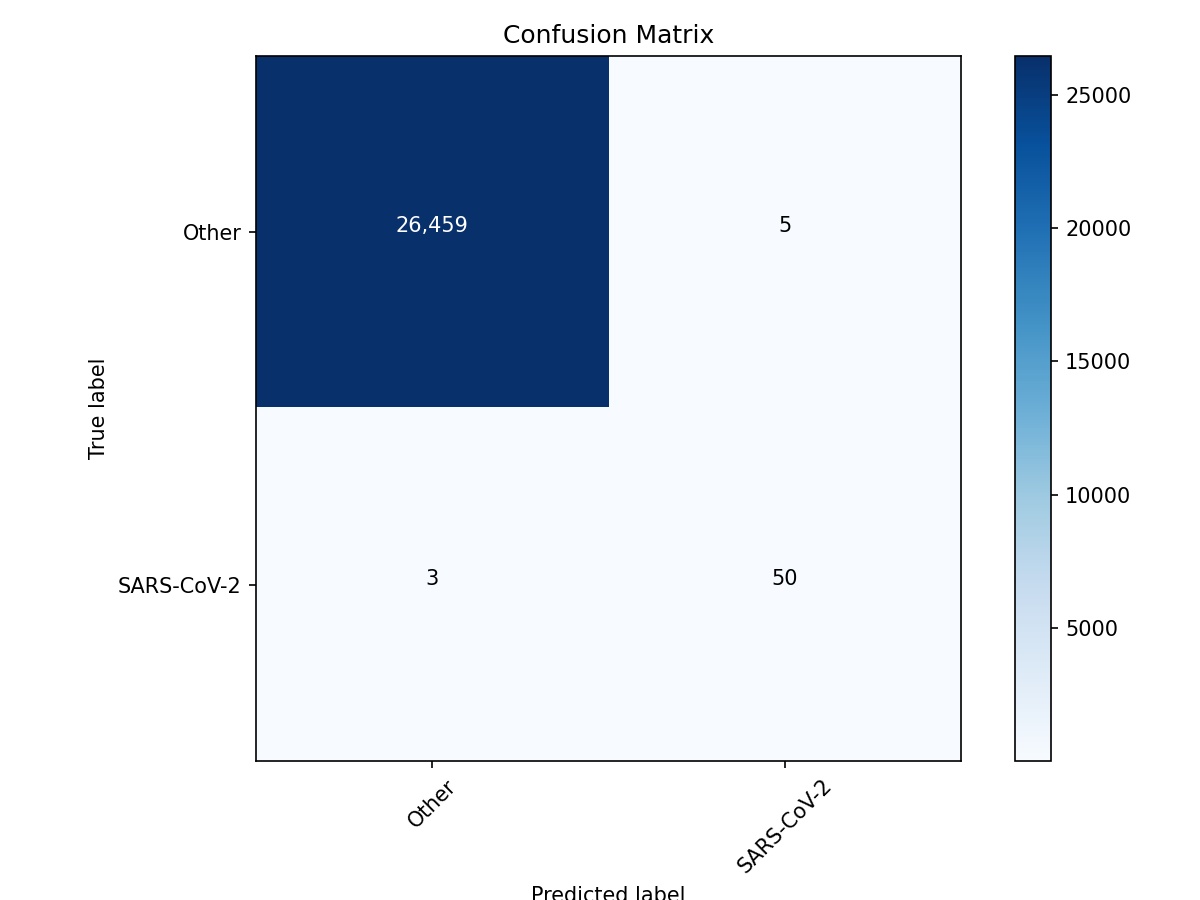 Confusion Matrix
True label
Other
SARS-CoV-2
26,459
5
3
50
Other
SARS-CoV-2
Predicted label
25000
20000
15000
10000
5000